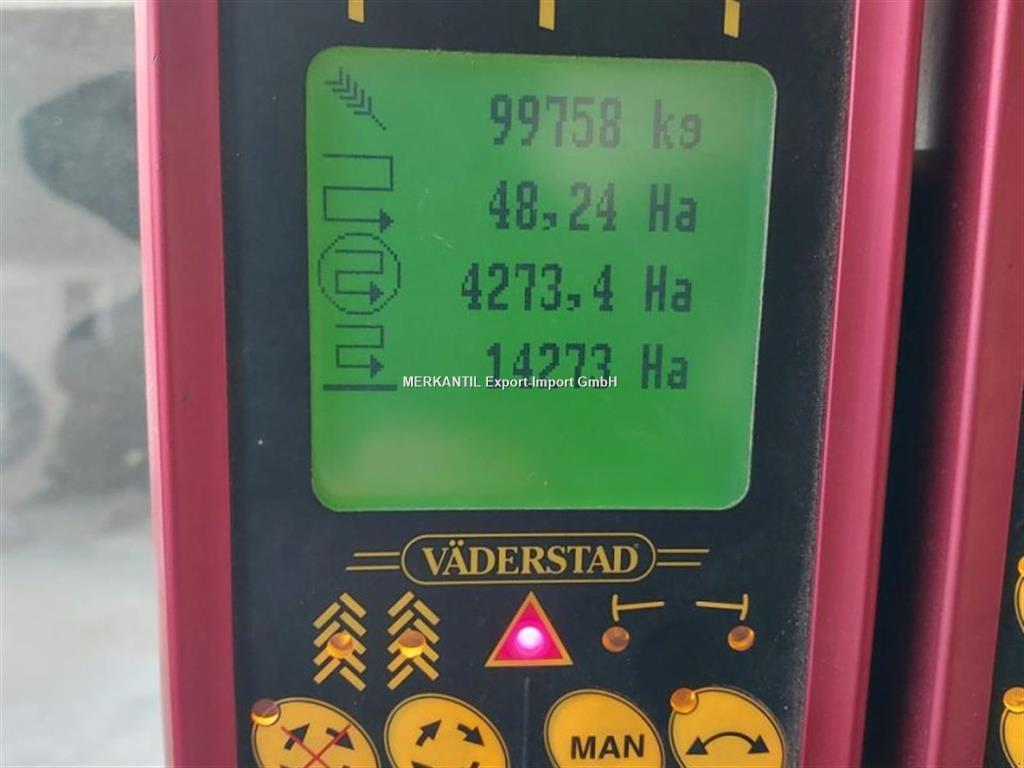 99758 kg
48,24 Ha
4273,4 Ha
14273 Ha
MERKANTIL Export-Import GmbH
VÄDERSTAD
MAN